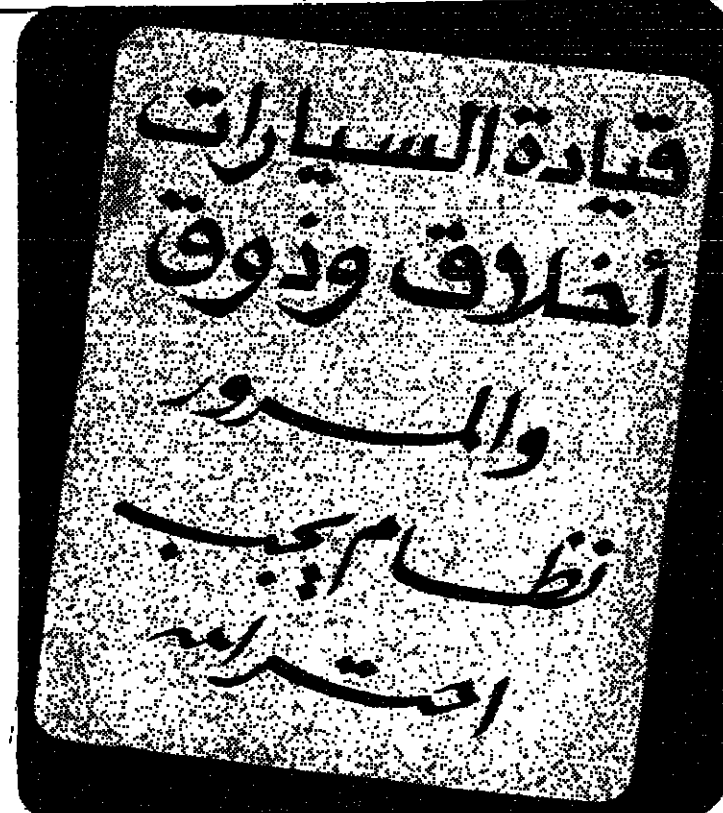 قيادة السيارات
أخلاق وذوق
والمرور
نظام يجب
احترامه